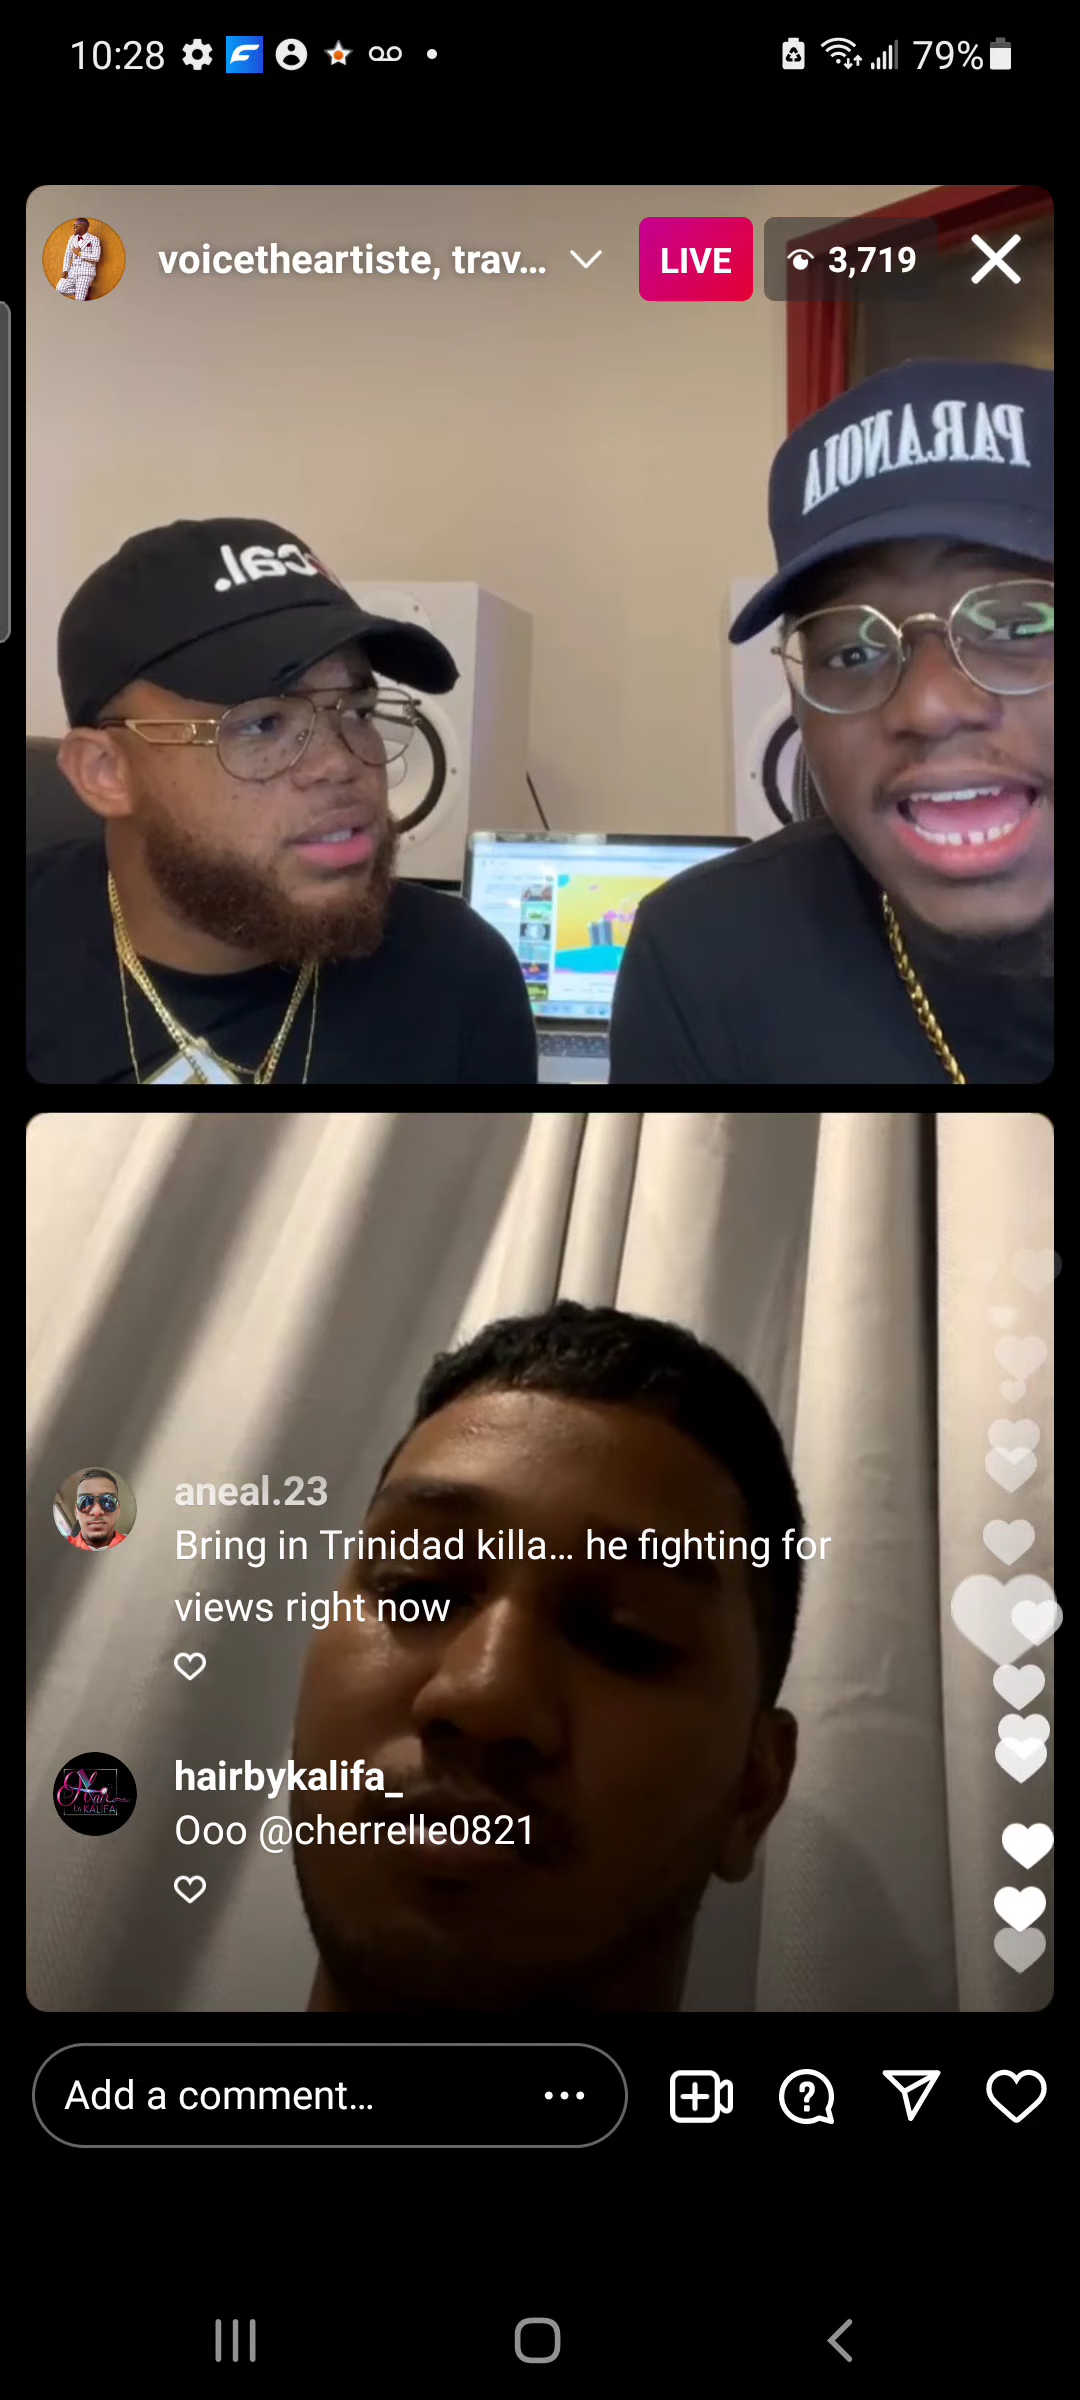 10:28
79%
voicetheartiste, trav...
LIVE
3,719
PARANOIA
cal.
aneal.23
Bring in Trinidad killa... he fighting for
views right now
hairbykalifa_
Ooo @cherrelle0821
Add a comment...